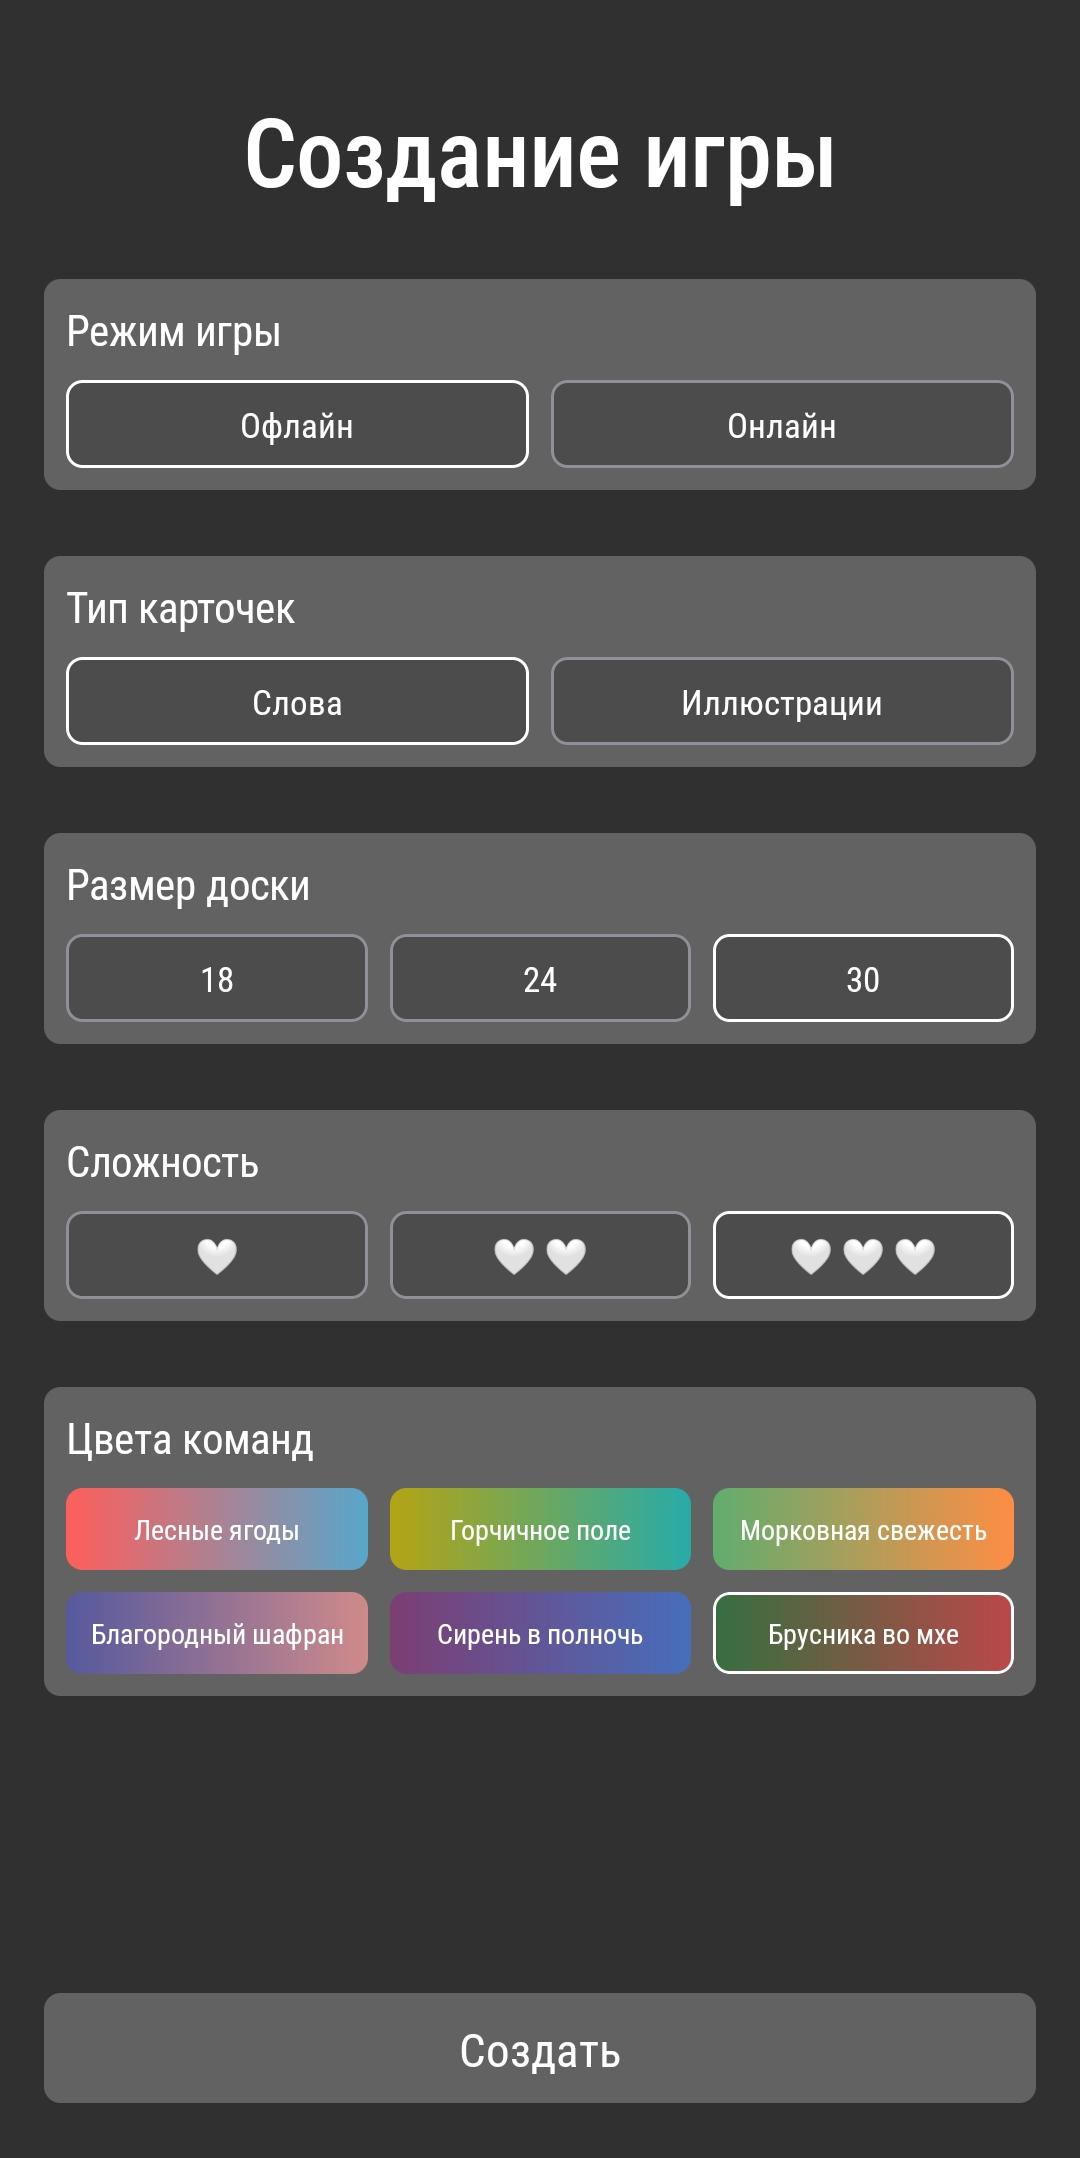 Создание игры
Режим игры
Офлайн Онлайн
Тип карточек
Слова Иллюстрации
Размер доски
18 24 30
Сложность
Цвета команд
Лесные ягоды Горчичное поле Морковная свежесть
Благородный шафран Сирень в полночь Брусника во мхе
Создать